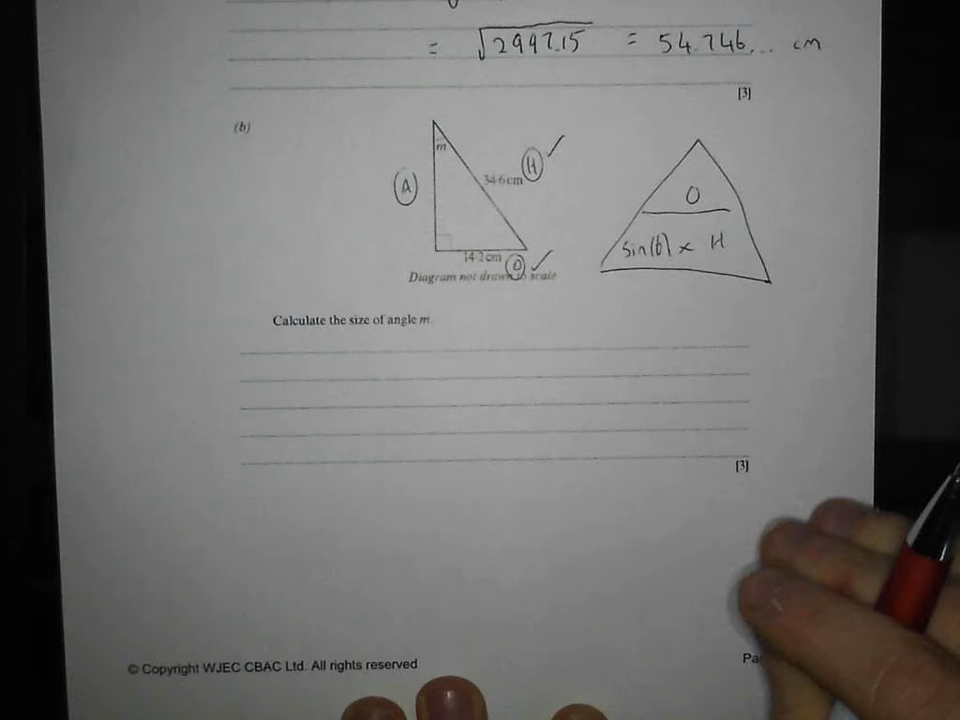 = √2997.15 = 54.746... cm
[3]
(b)
m
A
34·6cm H ✓
14·2cm O ✓
Diagram not drawn to scale
O
Sin(θ) × H
Calculate the size of angle m.
[3]
© Copyright WJEC CBAC Ltd. All rights reserved